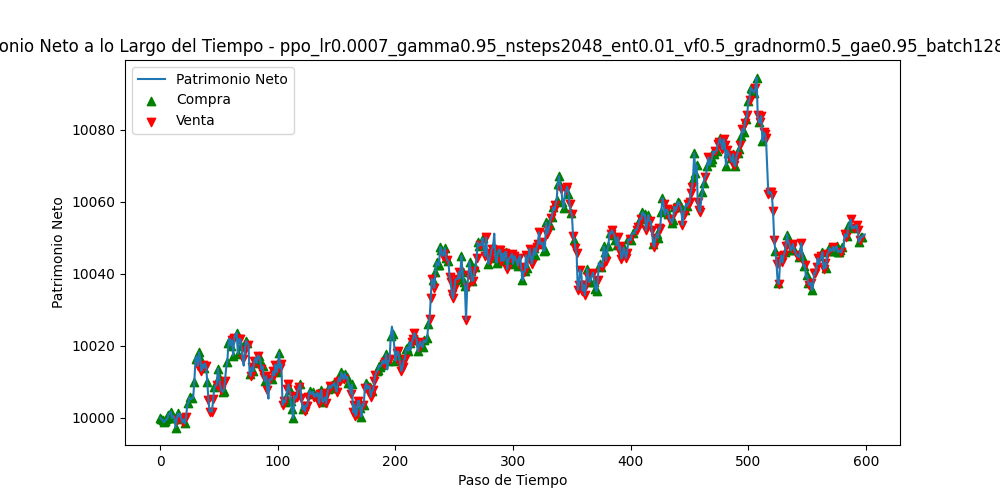 onio Neto a lo Largo del Tiempo - ppo_lr0.0007_gamma0.95_nsteps2048_ent0.01_vf0.5_gradnorm0.5_gae0.95_batch128
Patrimonio Neto
Compra
Venta
Patrimonio Neto
10080
10060
10040
10020
10000
0 100 200 300 400 500 600
Paso de Tiempo